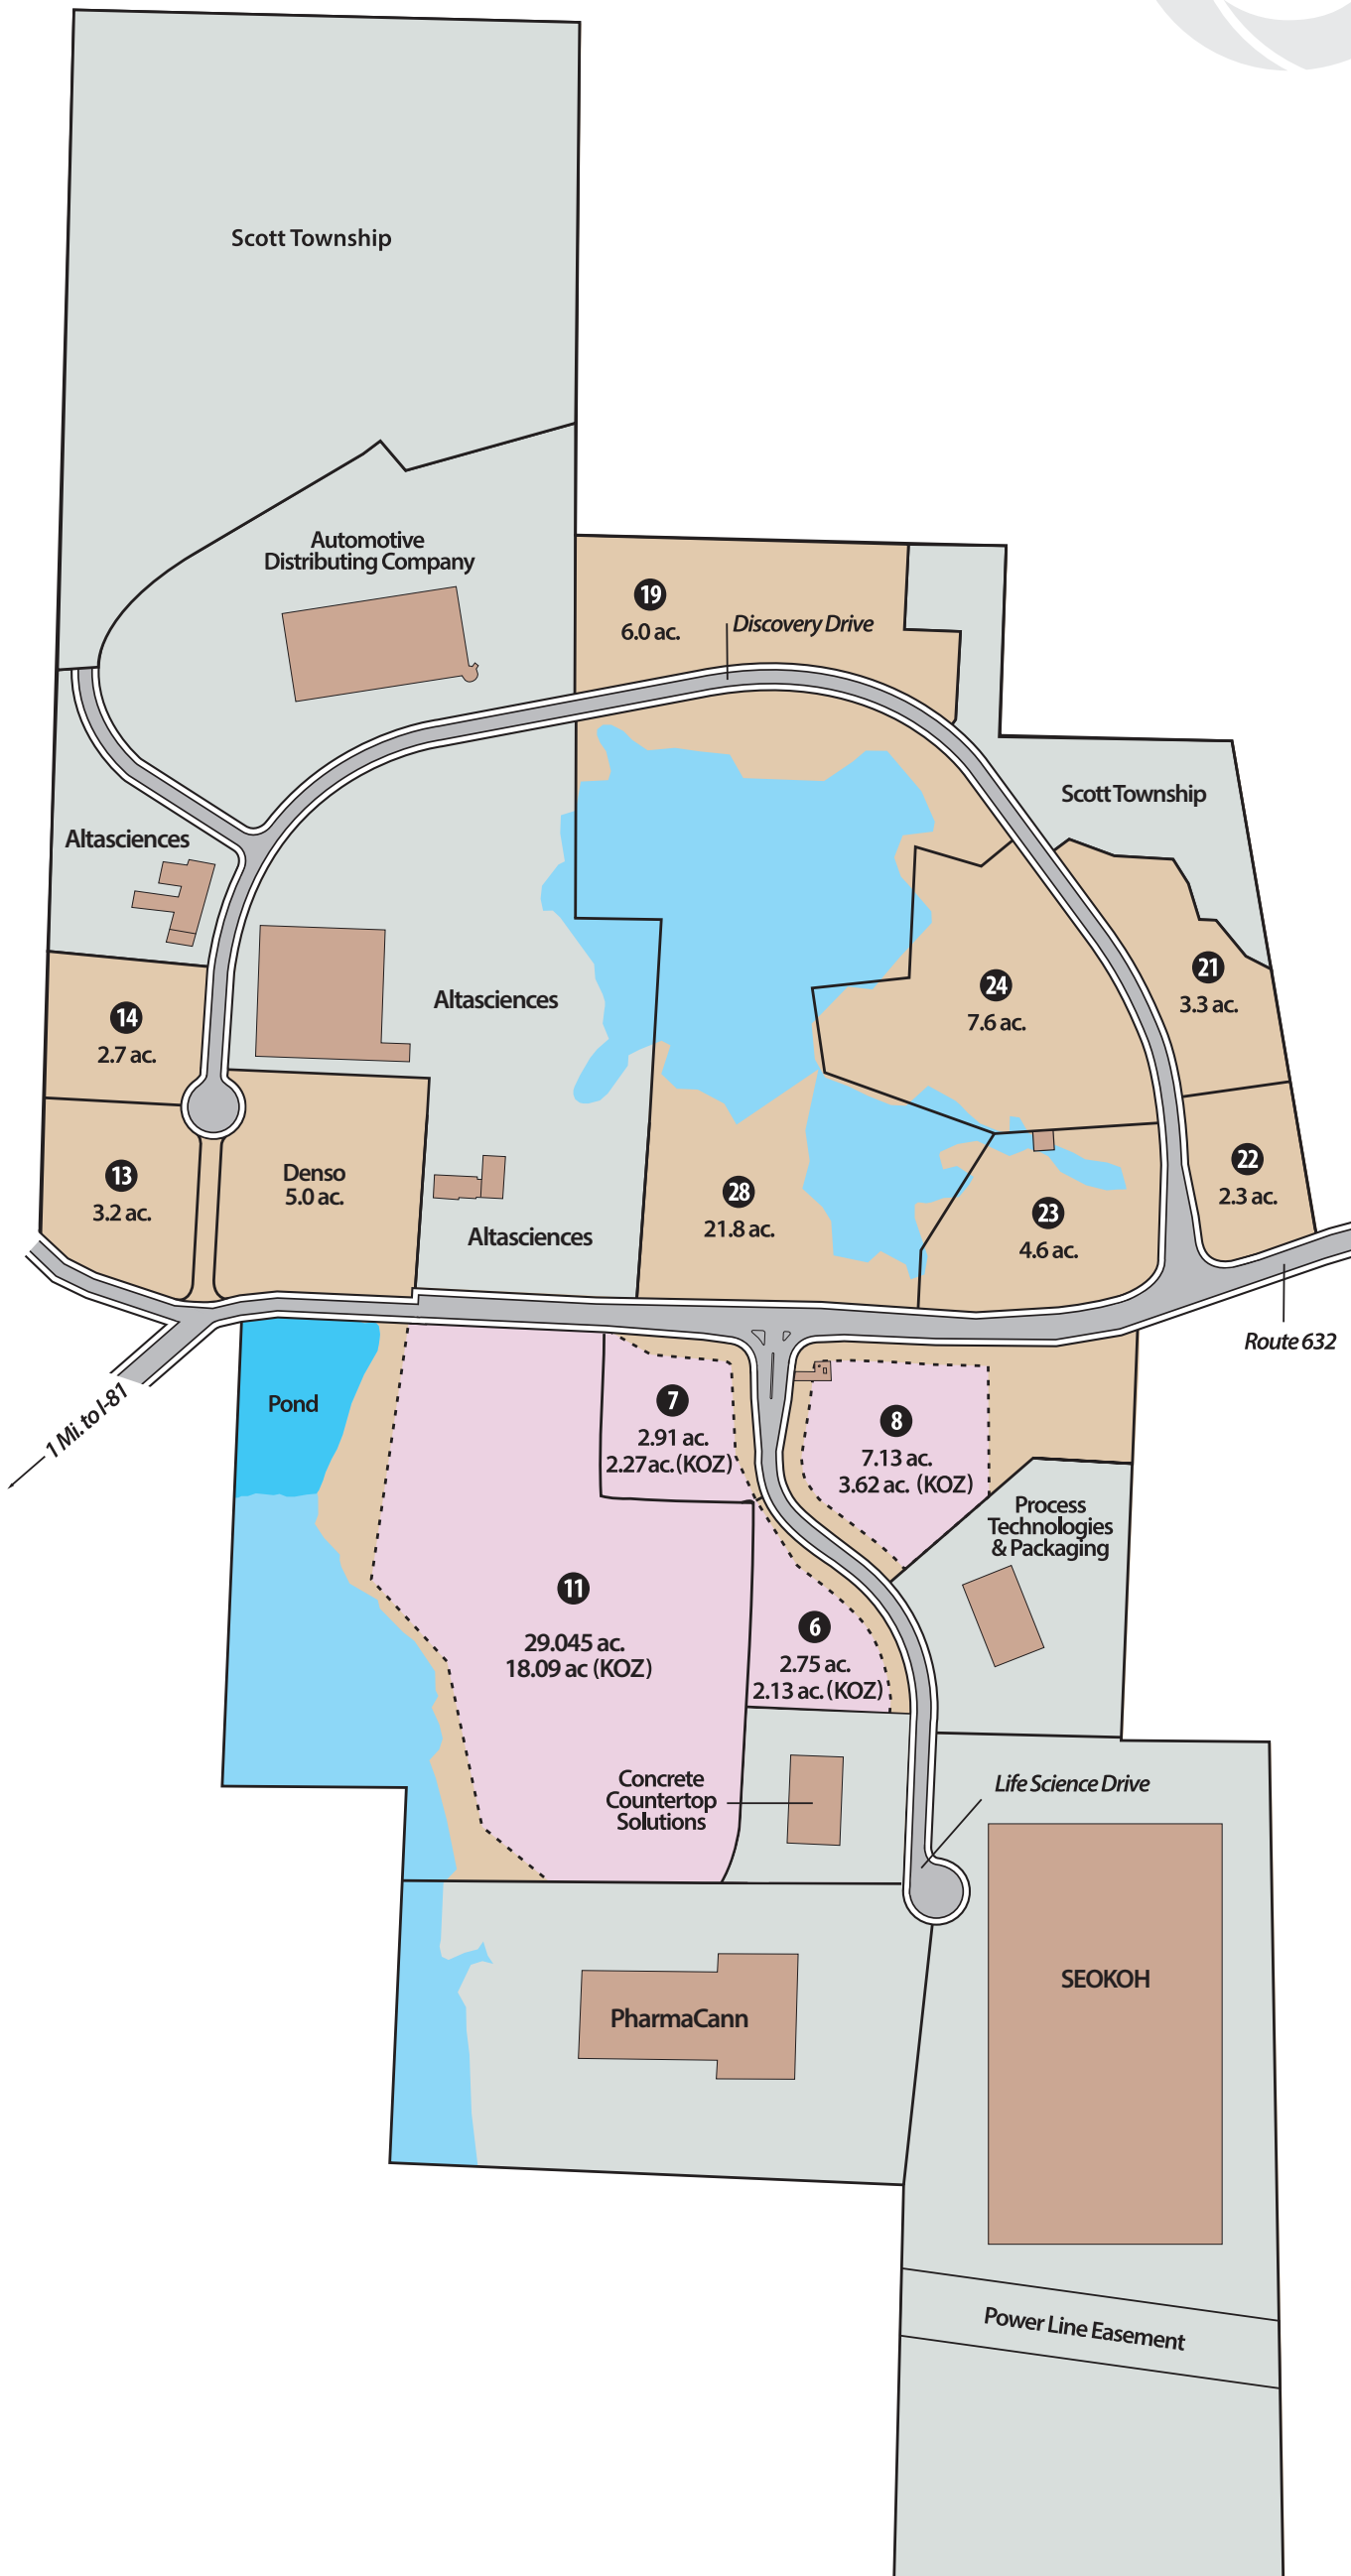 Scott Township
Automotive
Distributing Company
19
6.0 ac.
Discovery Drive
Scott Township
Altasciences
Altasciences
14
2.7 ac.
24
7.6 ac.
21
3.3 ac.
13
3.2 ac.
Denso
5.0 ac.
Altasciences
28
21.8 ac.
23
4.6 ac.
22
2.3 ac.
Route 632
1 Mi. to I-81
Pond
7
2.91 ac.
2.27 ac. (KOZ)
8
7.13 ac.
3.62 ac. (KOZ)
Process
Technologies
& Packaging
11
29.045 ac.
18.09 ac (KOZ)
6
2.75 ac.
2.13 ac. (KOZ)
Concrete
Countertop
Solutions
Life Science Drive
SEOKOH
PharmaCann
Power Line Easement